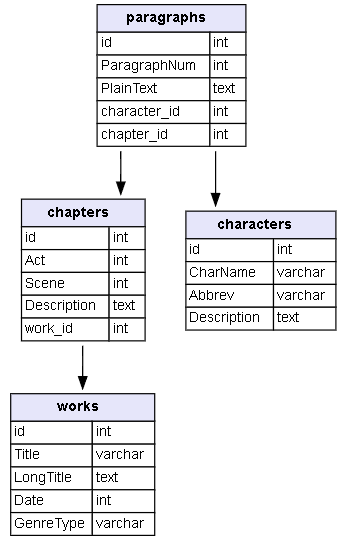 paragraphs
id int
ParagraphNum int
PlainText text
character_id int
chapter_id int
chapters
id int
Act int
Scene int
Description text
work_id int
characters
id int
CharName varchar
Abbrev varchar
Description text
works
id int
Title varchar
LongTitle text
Date int
GenreType varchar